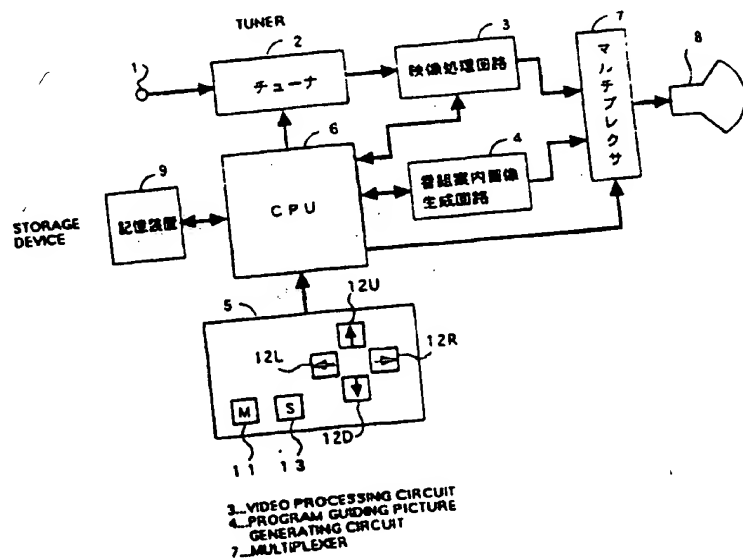 TUNER
1
2
チューナ
3
映像処理回路
7
マルチプレクサ
8
6
CPU
4
番組案内画像
生成回路
9
記憶装置
STORAGE
DEVICE
5
12U
12L
12R
M
S
12D
11
13
3...VIDEO PROCESSING CIRCUIT
4...PROGRAM GUIDING PICTURE
GENERATING CIRCUIT
7...MULTIPLEXER